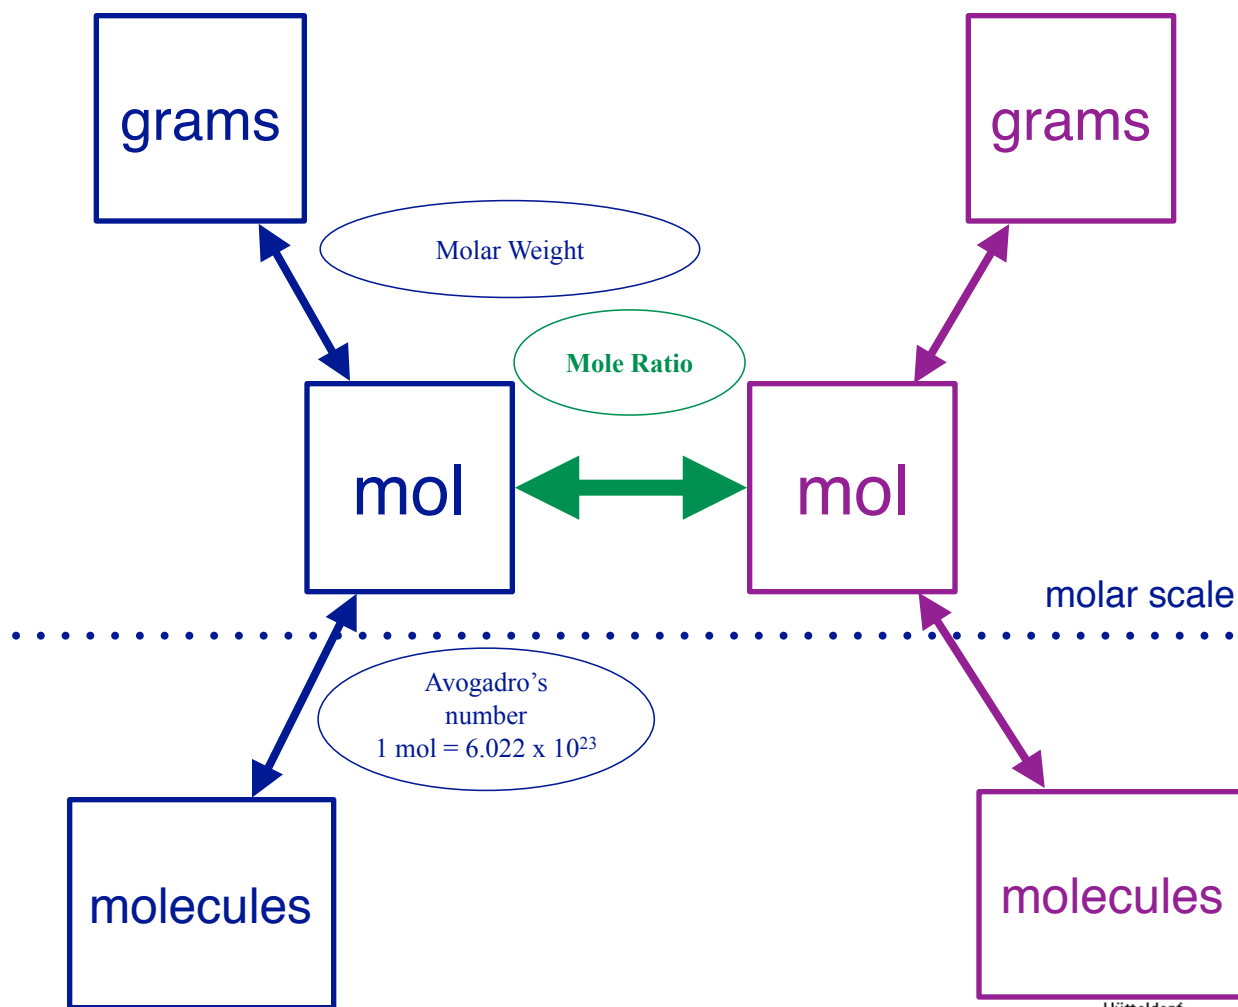 grams
grams
Molar Weight
Mole Ratio
mol
mol
molar scale
Avogadro’s
number
1 mol = 6.022 x 10²³
molecules
molecules